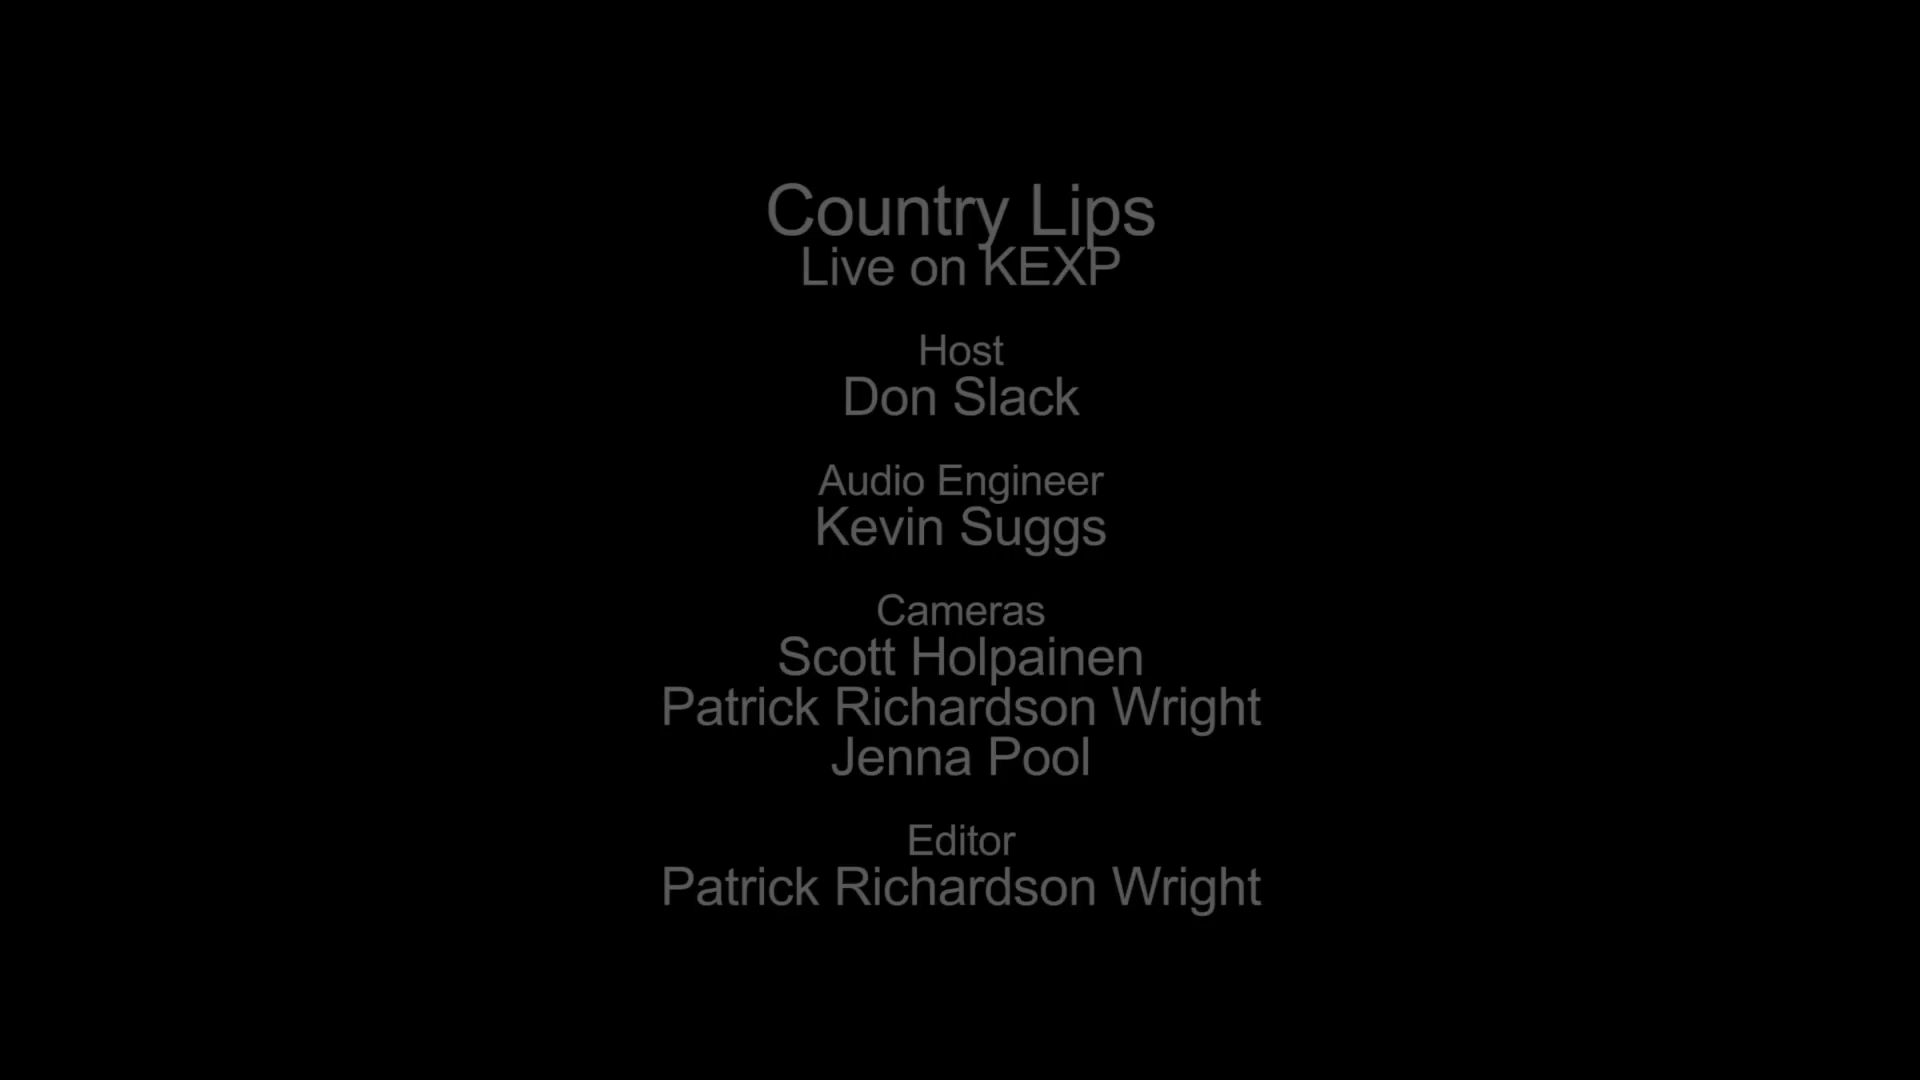 Country Lips
Live on KEXP
Host
Don Slack
Audio Engineer
Kevin Suggs
Cameras
Scott Holpainen
Patrick Richardson Wright
Jenna Pool
Editor
Patrick Richardson Wright